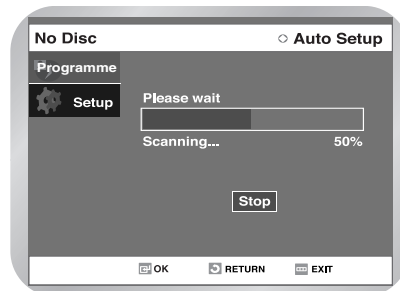 No Disc ◇ Auto Setup
Programme
Setup
Please wait
Scanning... 50%
Stop
OK RETURN EXIT